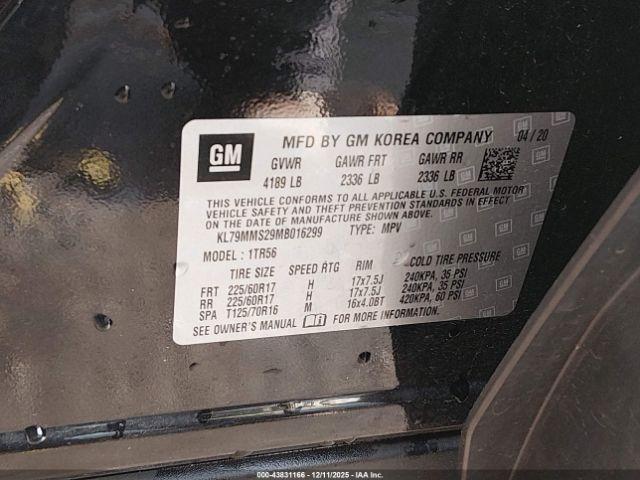 GM
MFD BY GM KOREA COMPANY 04/20
GVWR GAWR FRT GAWR RR
4189 LB 2336 LB 2336 LB
THIS VEHICLE CONFORMS TO ALL APPLICABLE U.S. FEDERAL MOTOR
VEHICLE SAFETY AND THEFT PREVENTION STANDARDS IN EFFECT
ON THE DATE OF MANUFACTURE SHOWN ABOVE.
KL79MMS29MB016299 TYPE: MPV
MODEL: 1TR56
TIRE SIZE SPEED RTG RIM COLD TIRE PRESSURE
FRT 225/60R17 H 17x7.5J 240KPA, 35 PSI
RR 225/60R17 H 17x7.5J 240KPA, 35 PSI
SPA T125/70R16 M 16x4.0BT 420KPA, 60 PSI
SEE OWNER'S MANUAL FOR MORE INFORMATION.
000-43831166 - 12/11/2025 - IAAI.COM